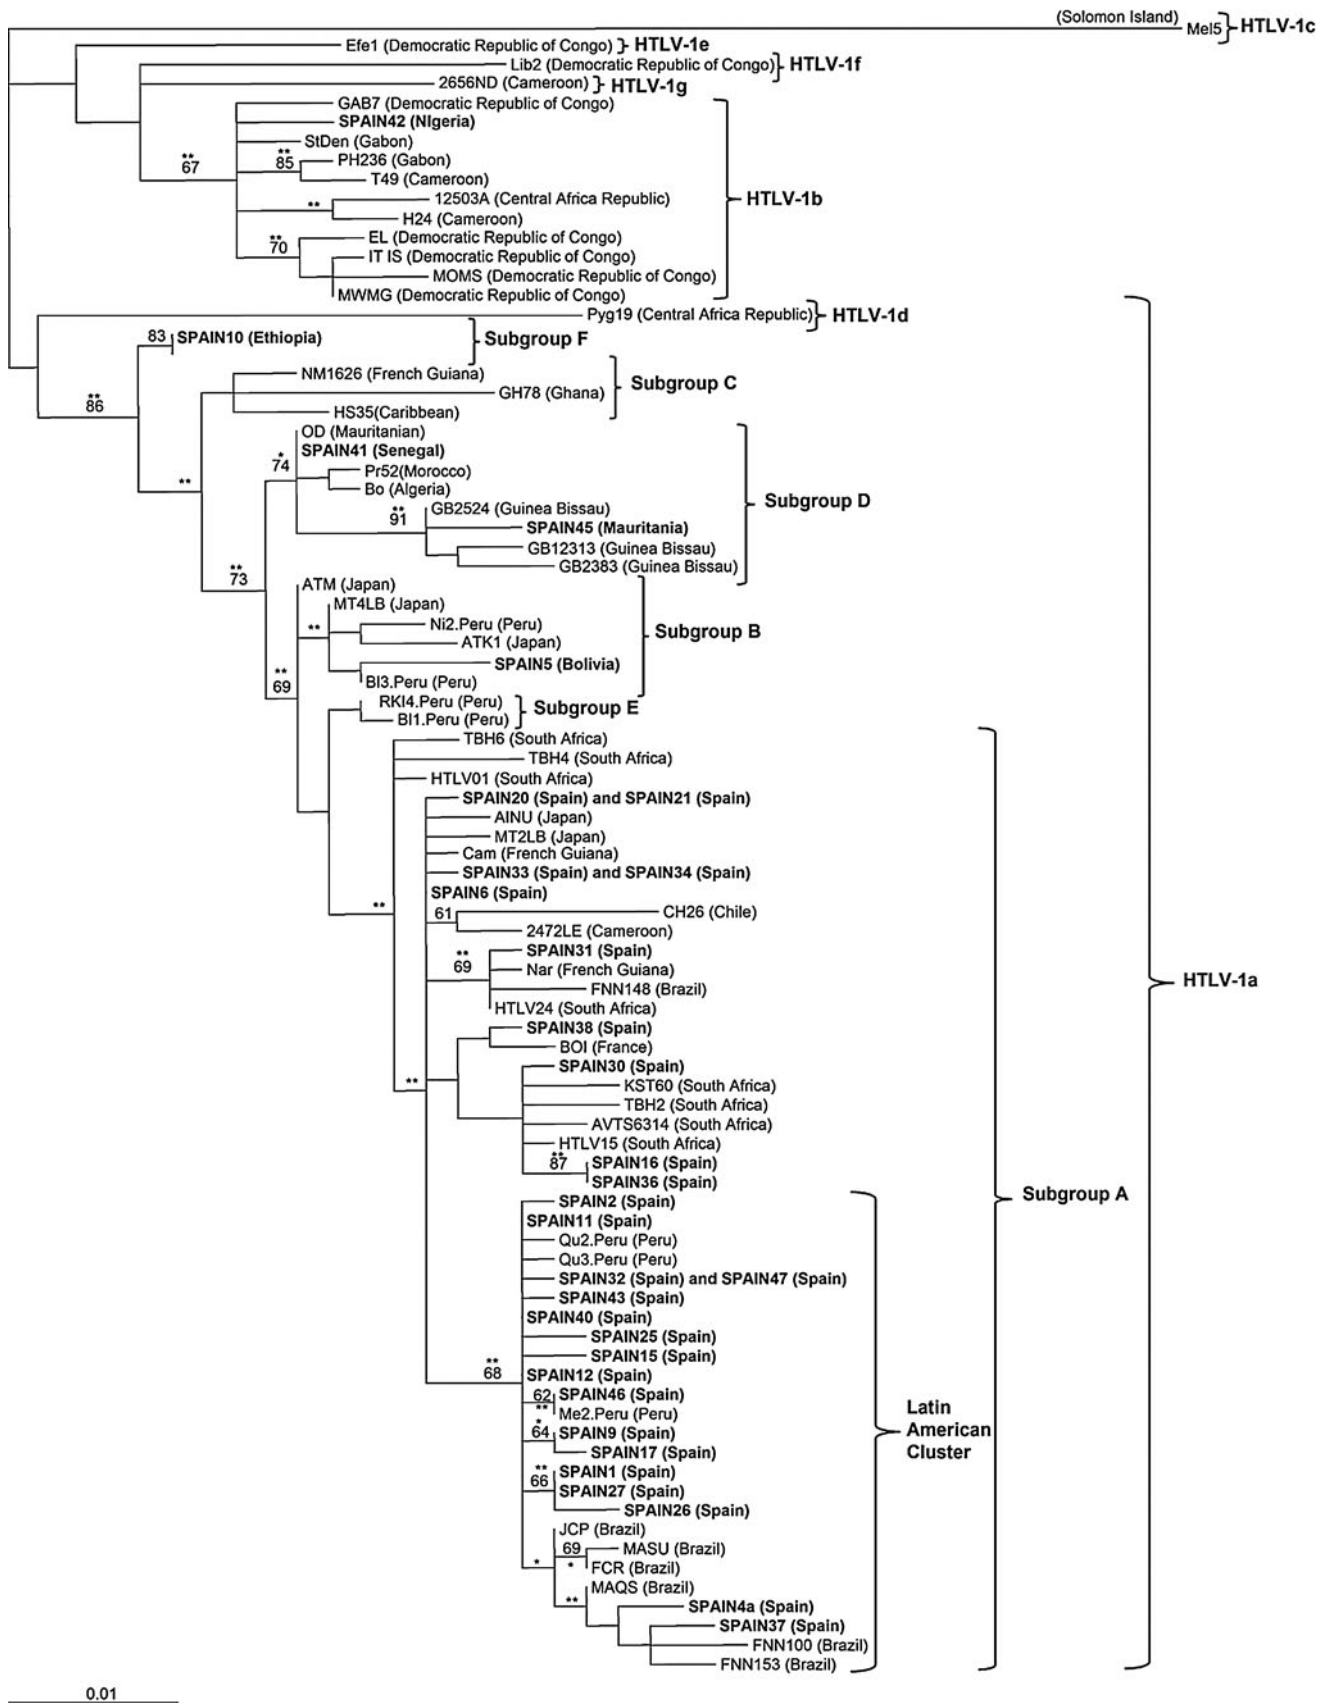 (Solomon Island)
Mel5 HTLV-1c
Efe1 (Democratic Republic of Congo) HTLV-1e
Lib2 (Democratic Republic of Congo) HTLV-1f
2656ND (Cameroon) HTLV-1g
GAB7 (Democratic Republic of Congo)
SPAIN42 (NIgeria)
StDen (Gabon)
** 67
** 85
PH236 (Gabon)
T49 (Cameroon)
12503A (Central Africa Republic)
HTLV-1b
**
H24 (Cameroon)
EL (Democratic Republic of Congo)
** 70
IT IS (Democratic Republic of Congo)
MOMS (Democratic Republic of Congo)
MWMG (Democratic Republic of Congo)
Pyg19 (Central Africa Republic) HTLV-1d
83 SPAIN10 (Ethiopia)
Subgroup F
NM1626 (French Guiana)
Subgroup C
GH78 (Ghana)
** 86
HS35(Caribbean)
OD (Mauritanian)
SPAIN41 (Senegal)
* 74
Pr52(Morocco)
**
Bo (Algeria)
Subgroup D
GB2524 (Guinea Bissau)
** 91
SPAIN45 (Mauritania)
GB12313 (Guinea Bissau)
GB2383 (Guinea Bissau)
** 73
ATM (Japan)
MT4LB (Japan)
**
Ni2.Peru (Peru)
Subgroup B
ATK1 (Japan)
SPAIN5 (Bolivia)
** 69
BI3.Peru (Peru)
RKI4.Peru (Peru)
Subgroup E
BI1.Peru (Peru)
TBH6 (South Africa)
TBH4 (South Africa)
HTLV01 (South Africa)
SPAIN20 (Spain) and SPAIN21 (Spain)
AINU (Japan)
MT2LB (Japan)
Cam (French Guiana)
SPAIN33 (Spain) and SPAIN34 (Spain)
SPAIN6 (Spain)
**
61
CH26 (Chile)
2472LE (Cameroon)
SPAIN31 (Spain)
** 69
Nar (French Guiana)
HTLV-1a
FNN148 (Brazil)
HTLV24 (South Africa)
SPAIN38 (Spain)
BOI (France)
SPAIN30 (Spain)
**
KST60 (South Africa)
TBH2 (South Africa)
AVTS6314 (South Africa)
HTLV15 (South Africa)
** 87
SPAIN16 (Spain)
SPAIN36 (Spain)
Subgroup A
SPAIN2 (Spain)
SPAIN11 (Spain)
Qu2.Peru (Peru)
Qu3.Peru (Peru)
SPAIN32 (Spain) and SPAIN47 (Spain)
SPAIN43 (Spain)
SPAIN40 (Spain)
SPAIN25 (Spain)
SPAIN15 (Spain)
** 68
SPAIN12 (Spain)
62 SPAIN46 (Spain)
** Me2.Peru (Peru)
* 64
SPAIN9 (Spain)
SPAIN17 (Spain)
Latin
American
Cluster
** 66
SPAIN1 (Spain)
SPAIN27 (Spain)
SPAIN26 (Spain)
JCP (Brazil)
69 MASU (Brazil)
* * FCR (Brazil)
MAQS (Brazil)
**
SPAIN4a (Spain)
SPAIN37 (Spain)
FNN100 (Brazil)
FNN153 (Brazil)
0.01